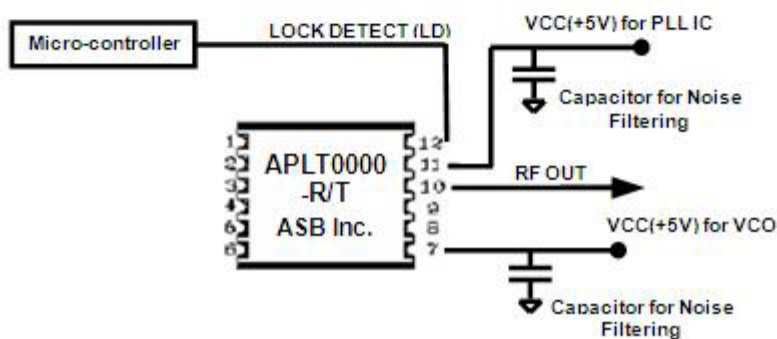 Micro-controller
LOCK DETECT (LD)
VCC(+5V) for PLL IC
Capacitor for Noise
Filtering
1
2
3
4
5
6
APLT0000
-R/T
ASB Inc.
12
11
10
9
8
7
RF OUT
VCC(+5V) for VCO
Capacitor for Noise
Filtering